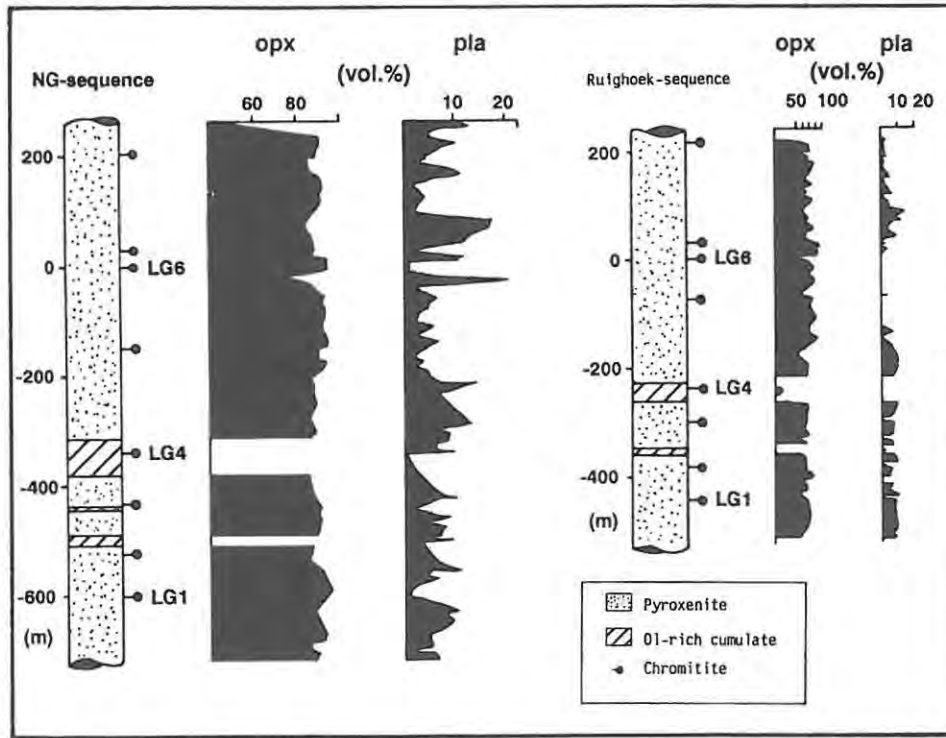 opx
pla
(vol.%)
NG-sequence
60 80
10 20
200
0
-200
-400
(m)
-600
LG6
LG4
LG1
opx
pla
(vol.%)
Ruighoek-sequence
50 100
10 20
200
0
-200
-400
(m)
LG6
LG4
LG1
Pyroxenite
Ol-rich cumulate
Chromitite